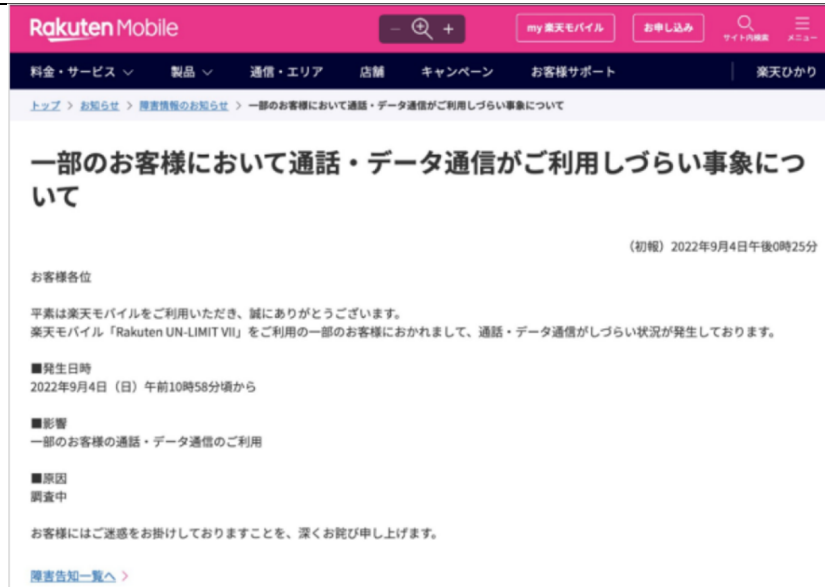 Rakuten Mobile
− +
my 楽天モバイル
お申し込み
サイト内検索
メニュー
料金・サービス 製品 通信・エリア 店舗 キャンペーン お客様サポート 楽天ひかり
トップ > お知らせ > 障害情報のお知らせ > 一部のお客様において通話・データ通信がご利用しづらい事象について
一部のお客様において通話・データ通信がご利用しづらい事象につ
いて
（初報）2022年9月4日午後0時25分
お客様各位
平素は楽天モバイルをご利用いただき、誠にありがとうございます。
楽天モバイル「Rakuten UN-LIMIT VII」をご利用の一部のお客様におかれまして、通話・データ通信がしづらい状況が発生しております。
■発生日時
2022年9月4日（日）午前10時58分頃から
■影響
一部のお客様の通話・データ通信のご利用
■原因
調査中
お客様にはご迷惑をお掛けしておりますことを、深くお詫び申し上げます。
障害告知一覧へ >